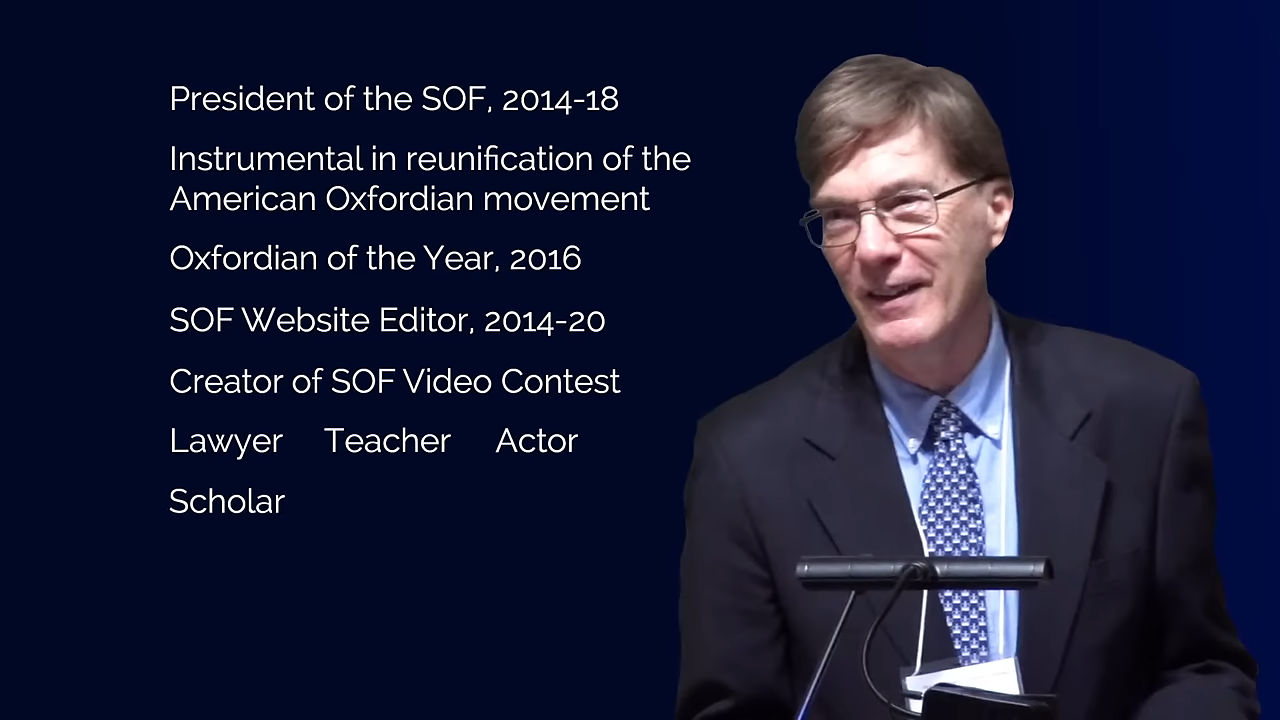 President of the SOF, 2014-18
Instrumental in reunification of the
American Oxfordian movement
Oxfordian of the Year, 2016
SOF Website Editor, 2014-20
Creator of SOF Video Contest
Lawyer Teacher Actor
Scholar